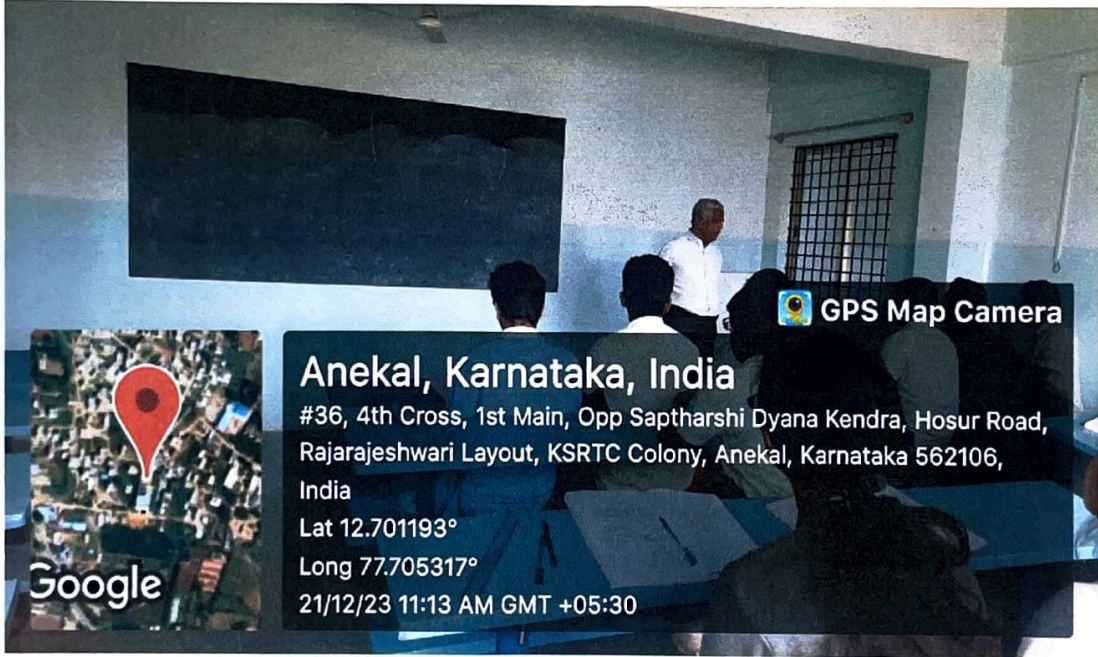 GPS Map Camera
Anekal, Karnataka, India
#36, 4th Cross, 1st Main, Opp Saptharshi Dyana Kendra, Hosur Road,
Rajarajeshwari Layout, KSRTC Colony, Anekal, Karnataka 562106,
India
Lat 12.701193°
Long 77.705317°
21/12/23 11:13 AM GMT +05:30
Google